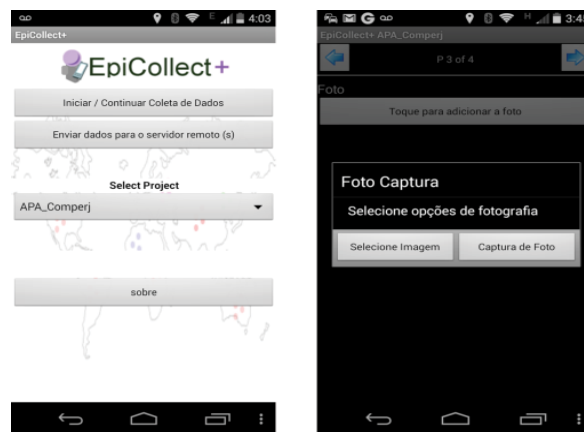 E 4:03
EpiCollect+
EpiCollect+
Iniciar / Continuar Coleta de Dados
Enviar dados para o servidor remoto (s)
Select Project
APA_Comperj
sobre
G H
EpiCollect+ APA_Comperj
P 3 of 4
Foto
Toque para adicionar a foto
Foto Captura
Selecione opções de fotografia
Selecione Imagem
Captura de Foto